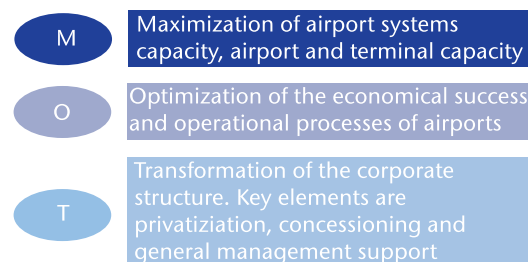 M
Maximization of airport systems
capacity, airport and terminal capacity
O
Optimization of the economical success
and operational processes of airports
T
Transformation of the corporate
structure. Key elements are
privatiziation, concessioning and
general management support